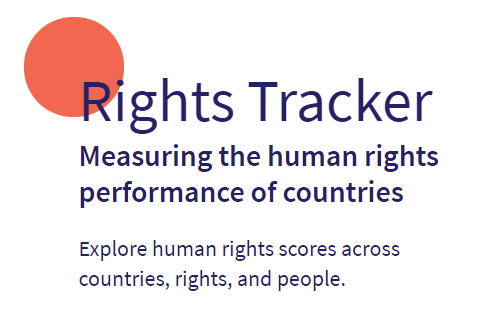 Rights Tracker
Measuring the human rights
performance of countries
Explore human rights scores across
countries, rights, and people.